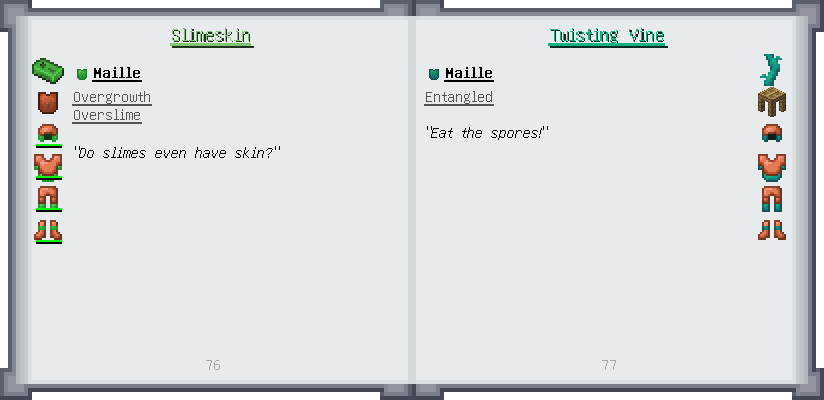 Slimeskin
Maille
Overgrowth
Overslime
"Do slimes even have skin?"
76
Twisting Vine
Maille
Entangled
"Eat the spores!"
77